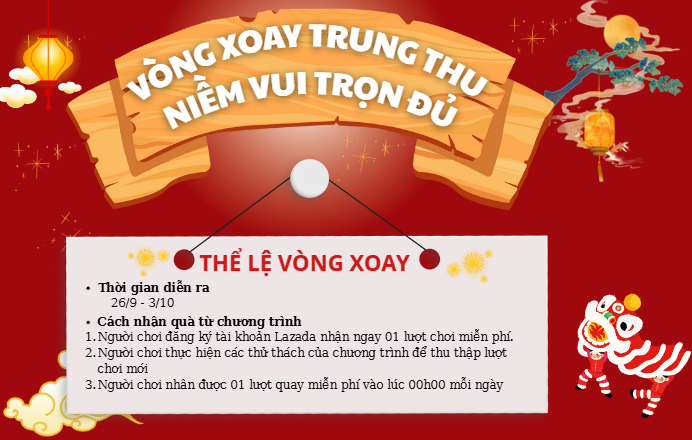 VÒNG XOAY TRUNG THU
NIỀM VUI TRỌN ĐỦ
THỂ LỆ VÒNG XOAY
• Thời gian diễn ra
26/9 - 3/10
• Cách nhận quà từ chương trình
1. Người chơi đăng ký tài khoản Lazada nhận ngay 01 lượt chơi miễn phí.
2. Người chơi thực hiện các thử thách của chương trình để thu thập lượt
chơi mới
3. Người chơi nhân được 01 lượt quay miễn phí vào lúc 00h00 mỗi ngày